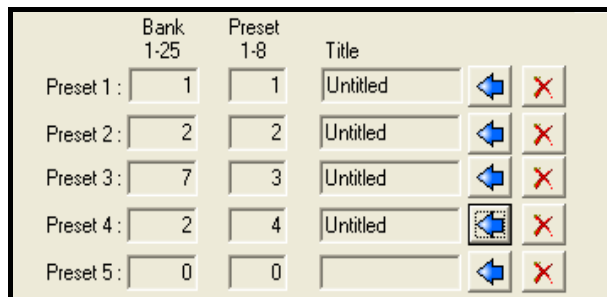 Bank Preset
1-25 1-8 Title
Preset 1 : 1 1 Untitled
Preset 2 : 2 2 Untitled
Preset 3 : 7 3 Untitled
Preset 4 : 2 4 Untitled
Preset 5 : 0 0